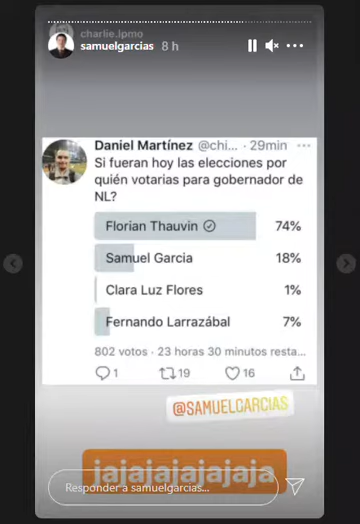 charlie.lpmo
samuelgarcias 8 h
Daniel Martínez @chi... · 29min
Si fueran hoy las elecciones por
quién votarias para gobernador de
NL?
Florian Thauvin 74%
Samuel Garcia 18%
Clara Luz Flores 1%
Fernando Larrazábal 7%
802 votos · 23 horas 30 minutos resta...
1 19 16
@SAMUELGARCIAS
jajajajajajaja
Responder a samuelgarcias...